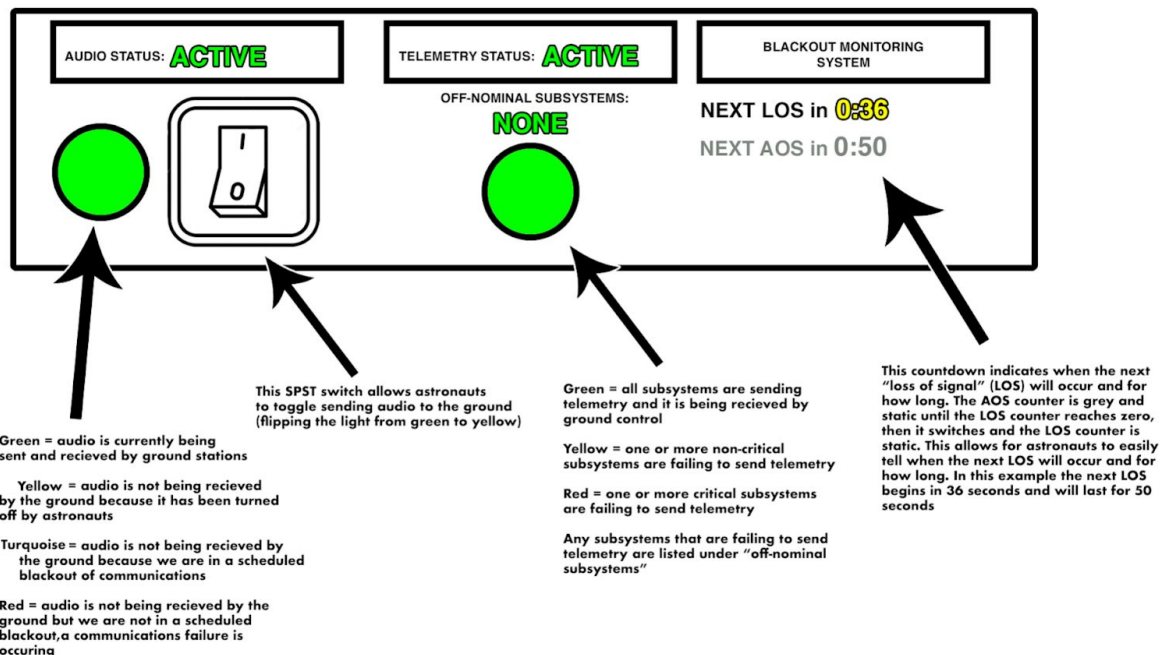 AUDIO STATUS: ACTIVE
TELEMETRY STATUS: ACTIVE
BLACKOUT MONITORING
SYSTEM
OFF-NOMINAL SUBSYSTEMS:
NONE
NEXT LOS in 0:36
NEXT AOS in 0:50
I
O
Green = audio is currently being
sent and recieved by ground stations
Yellow = audio is not being recieved
by the ground because it has been turned
off by astronauts
Turquoise = audio is not being recieved by
the ground because we are in a scheduled
blackout of communications
Red = audio is not being recieved by the
ground but we are not in a scheduled
blackout,a communications failure is
occuring
This SPST switch allows astronauts
to toggle sending audio to the ground
(flipping the light from green to yellow)
Green = all subsystems are sending
telemetry and it is being recieved by
ground control
Yellow = one or more non-critical
subsystems are failing to send telemetry
Red = one or more critical subsystems
are failing to send telemetry
Any subsystems that are failing to send
telemetry are listed under “off-nominal
subsystems”
This countdown indicates when the next
“loss of signal” (LOS) will occur and for
how long. The AOS counter is grey and
static until the LOS counter reaches zero,
then it switches and the LOS counter is
static. This allows for astronauts to easily
tell when the next LOS will occur and for
how long. In this example the next LOS
begins in 36 seconds and will last for 50
seconds